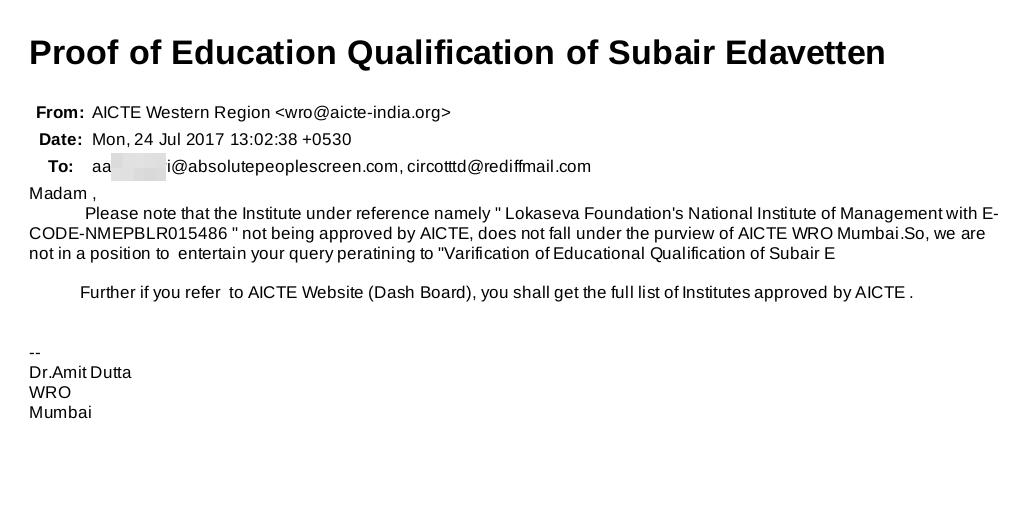 Proof of Education Qualification of Subair Edavetten
From: AICTE Western Region <wro@aicte-india.org>
Date: Mon, 24 Jul 2017 13:02:38 +0530
To: aa i@absolutepeoplescreen.com, circotttd@rediffmail.com
Madam ,
Please note that the Institute under reference namely " Lokaseva Foundation's National Institute of Management with E-
CODE-NMEPBLR015486 " not being approved by AICTE, does not fall under the purview of AICTE WRO Mumbai.So, we are
not in a position to entertain your query peratining to "Varification of Educational Qualification of Subair E
Further if you refer to AICTE Website (Dash Board), you shall get the full list of Institutes approved by AICTE .
--
Dr.Amit Dutta
WRO
Mumbai